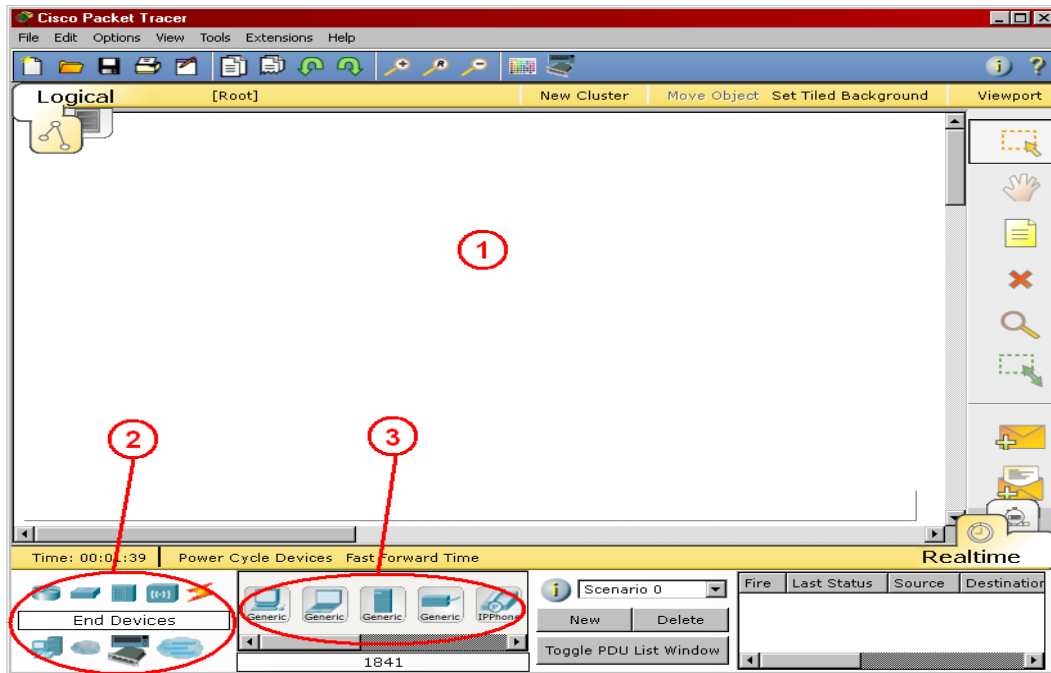 Cisco Packet Tracer
File Edit Options View Tools Extensions Help
Logical [Root] New Cluster Move Object Set Tiled Background Viewport
1
2
3
Time: 00:01:39 Power Cycle Devices Fast Forward Time Realtime
End Devices
Generic Generic Generic Generic IPPhone
1841
Scenario 0
New Delete
Toggle PDU List Window
Fire Last Status Source Destination